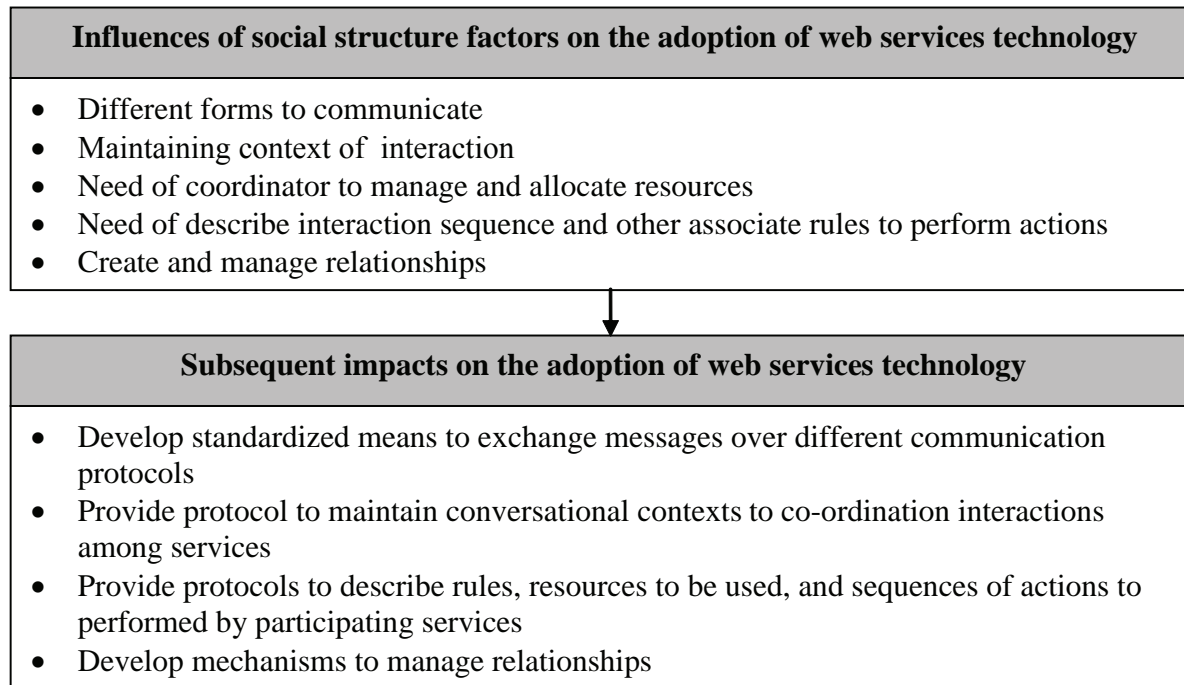 Influences of social structure factors on the adoption of web services technology
• Different forms to communicate
• Maintaining context of interaction
• Need of coordinator to manage and allocate resources
• Need of describe interaction sequence and other associate rules to perform actions
• Create and manage relationships
Subsequent impacts on the adoption of web services technology
• Develop standardized means to exchange messages over different communication
protocols
• Provide protocol to maintain conversational contexts to co-ordination interactions
among services
• Provide protocols to describe rules, resources to be used, and sequences of actions to
performed by participating services
• Develop mechanisms to manage relationships